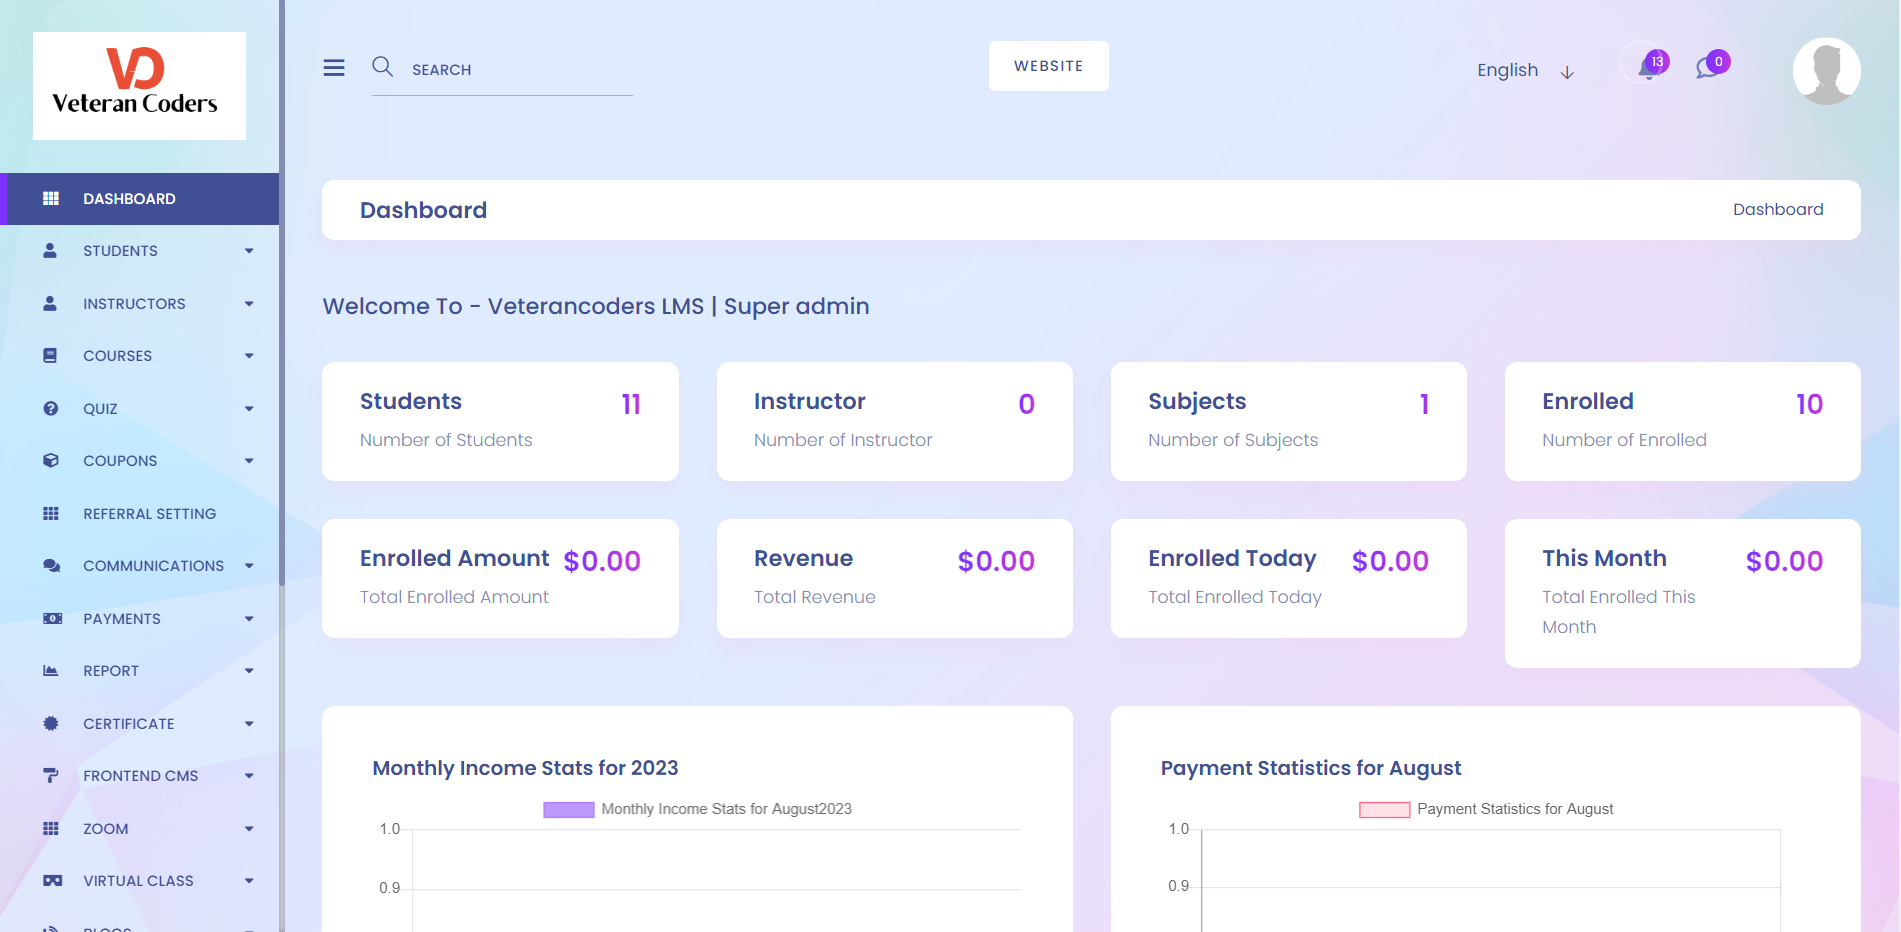 VD
Veteran Coders
SEARCH
WEBSITE
English
13
0
DASHBOARD
STUDENTS
INSTRUCTORS
COURSES
QUIZ
COUPONS
REFERRAL SETTING
COMMUNICATIONS
PAYMENTS
REPORT
CERTIFICATE
FRONTEND CMS
ZOOM
VIRTUAL CLASS
BLOGS
Dashboard
Dashboard
Welcome To - Veterancoders LMS | Super admin
Students 11
Number of Students
Instructor 0
Number of Instructor
Subjects 1
Number of Subjects
Enrolled 10
Number of Enrolled
Enrolled Amount $0.00
Total Enrolled Amount
Revenue $0.00
Total Revenue
Enrolled Today $0.00
Total Enrolled Today
This Month $0.00
Total Enrolled This
Month
Monthly Income Stats for 2023
Monthly Income Stats for August2023
1.0
0.9
Payment Statistics for August
Payment Statistics for August
1.0
0.9